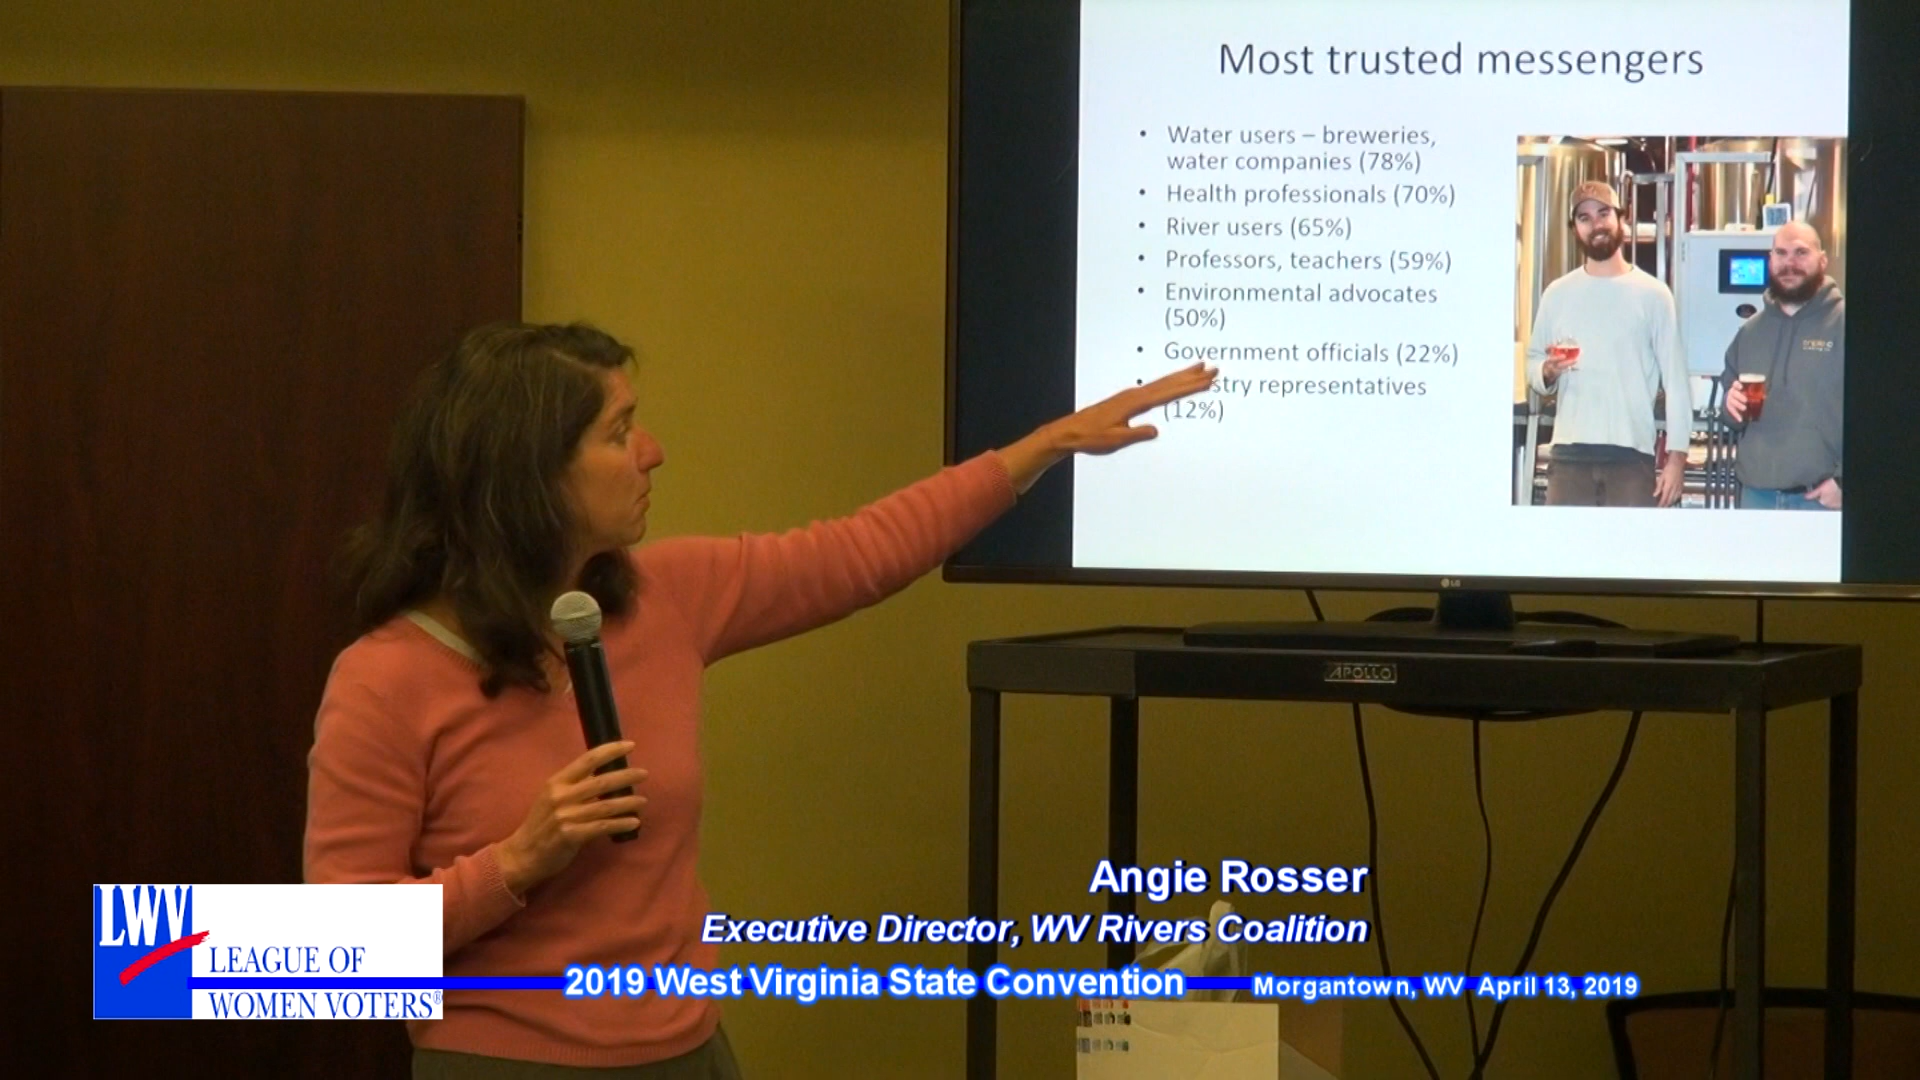 Most trusted messengers
• Water users – breweries,
water companies (78%)
• Health professionals (70%)
• River users (65%)
• Professors, teachers (59%)
• Environmental advocates
(50%)
• Government officials (22%)
• stry representatives
(12%)
LG
APOLLO
Angie Rosser
Executive Director, WV Rivers Coalition
2019 West Virginia State Convention Morgantown, WV April 13, 2019
LWV
LEAGUE OF
WOMEN VOTERS®